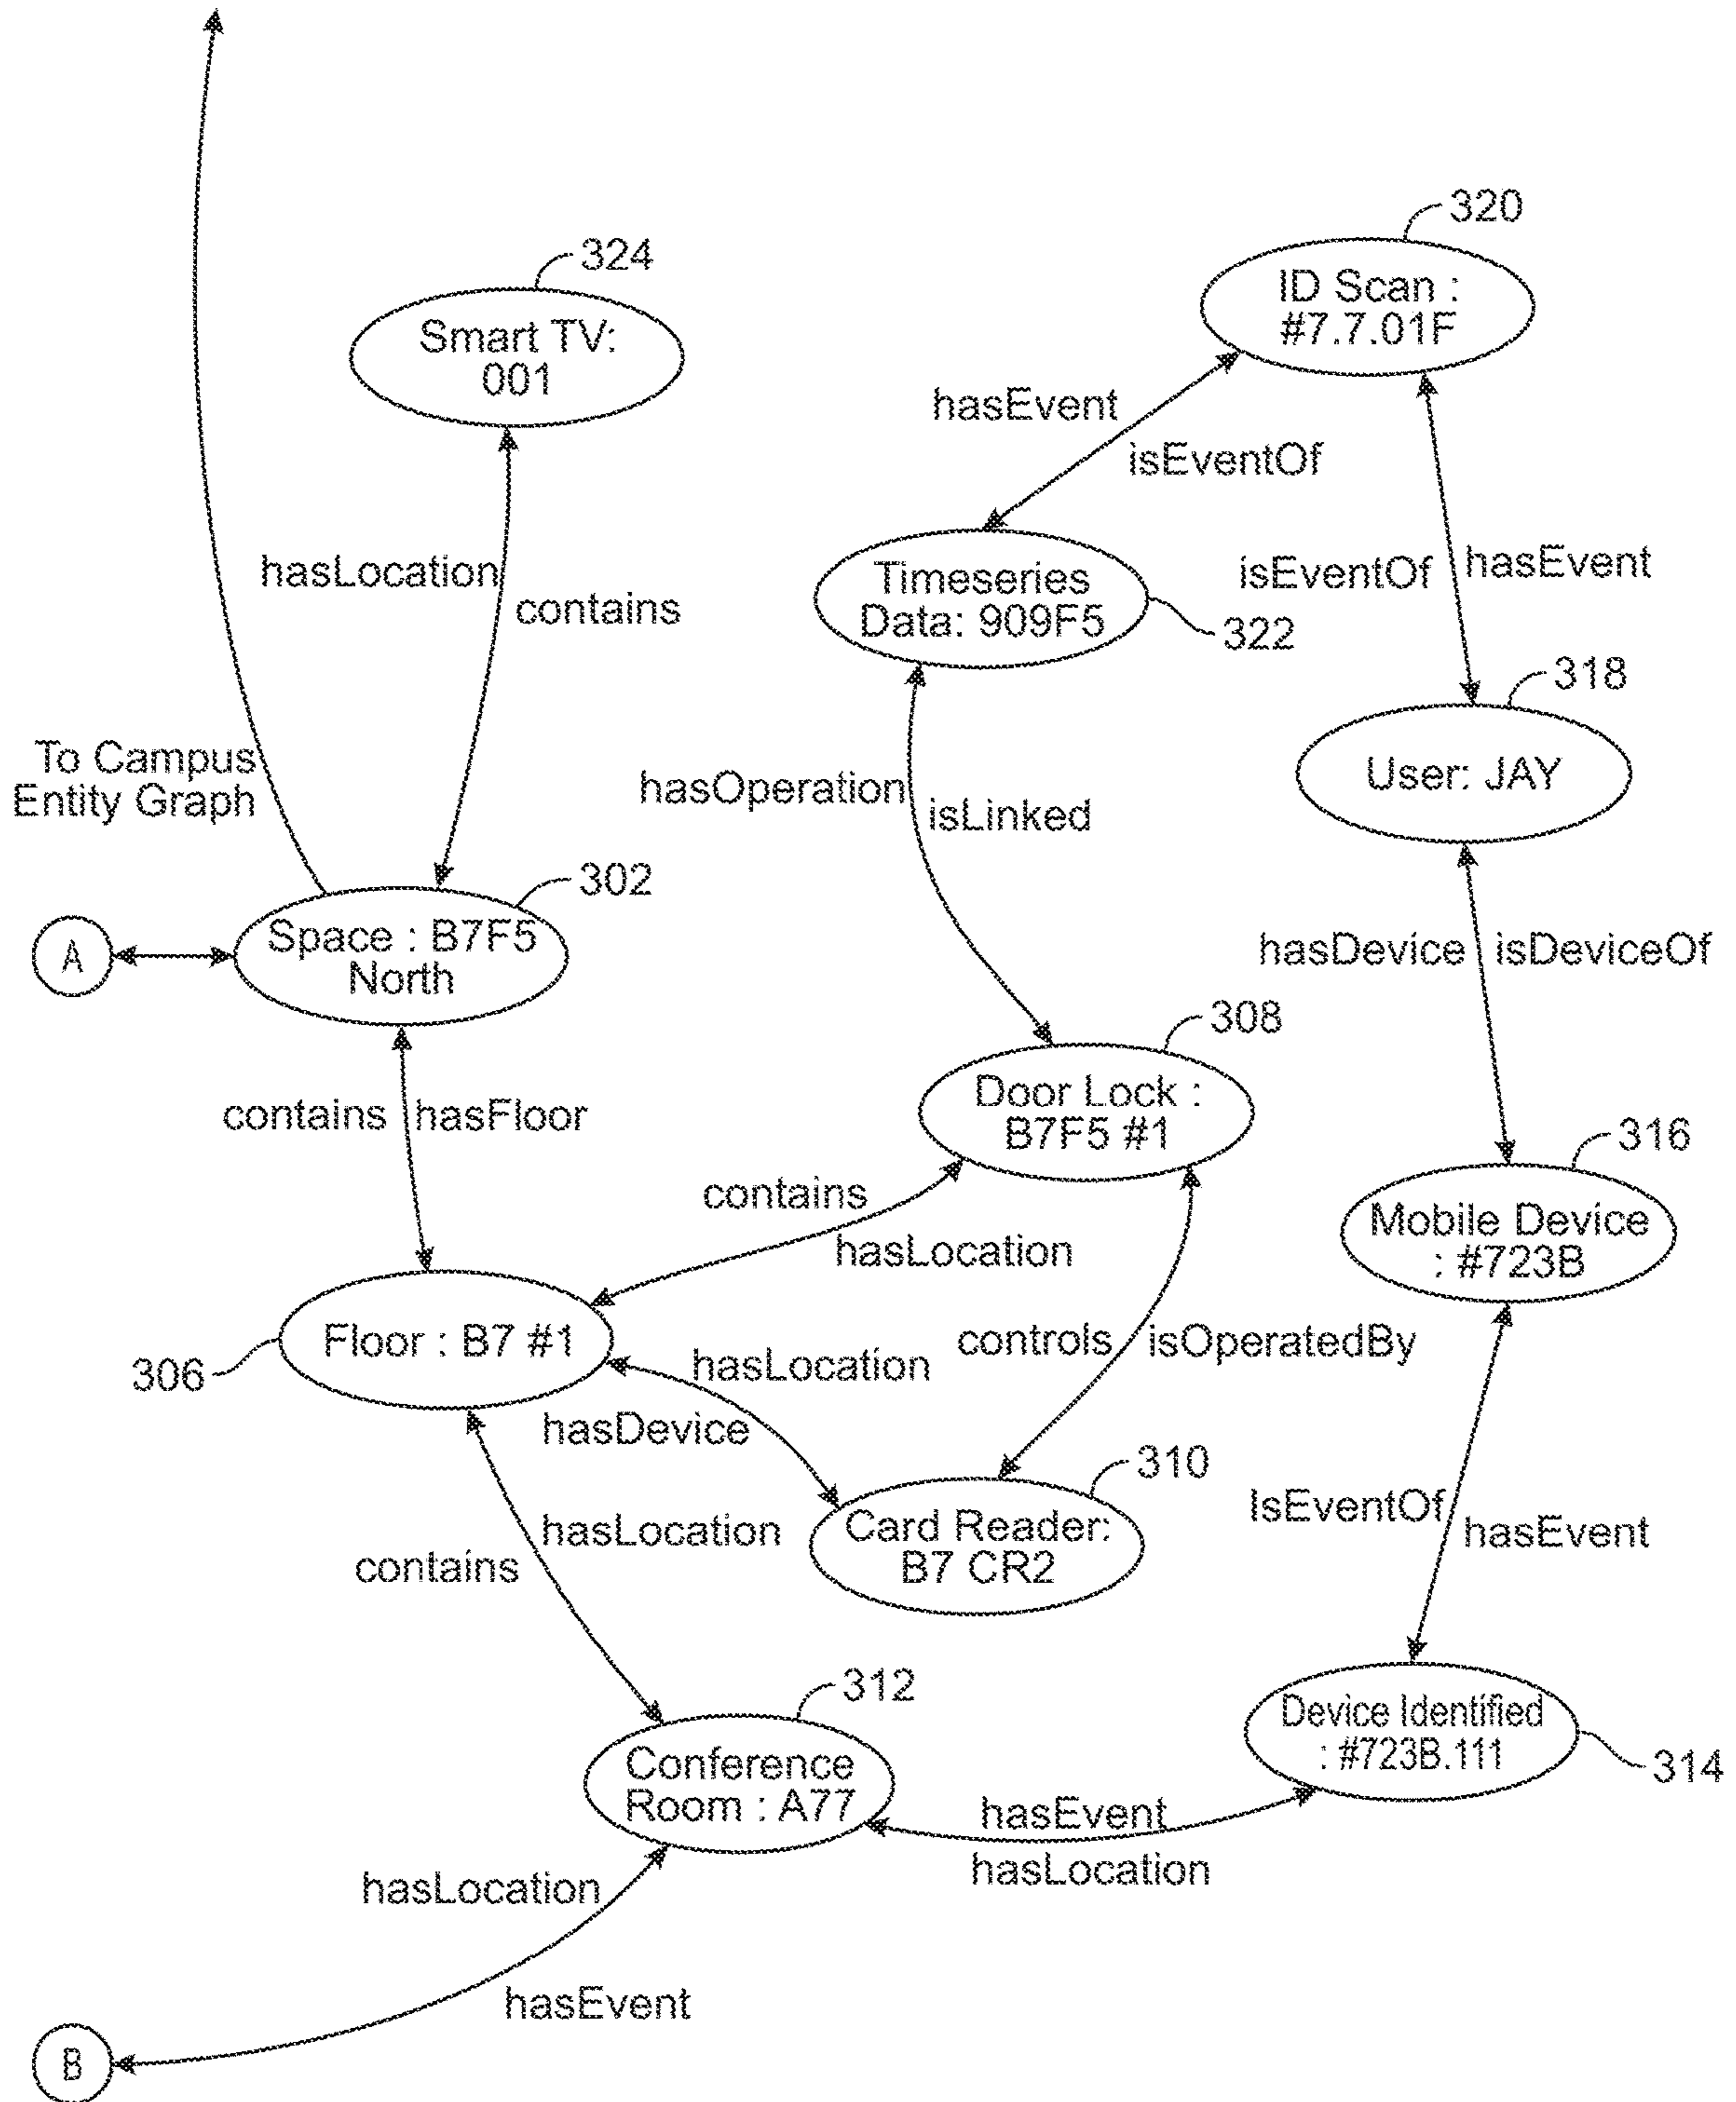 320
ID Scan :
#7.7.01F
324
Smart TV:
001
hasEvent
isEventOf
hasLocation
contains
Timeseries
Data: 909F5
322
isEventOf
hasEvent
318
User: JAY
To Campus
Entity Graph
hasOperation
isLinked
302
Space : B7F5
North
A
hasDevice
isDeviceOf
308
Door Lock :
B7F5 #1
contains
hasFloor
316
Mobile Device
: #723B
contains
hasLocation
Floor : B7 #1
306
hasLocation
hasDevice
controls
isOperatedBy
310
Card Reader:
B7 CR2
IsEventOf
hasEvent
hasLocation
contains
312
Conference
Room : A77
Device Identified
: #723B.111
314
hasEvent
hasLocation
hasLocation
hasEvent
B